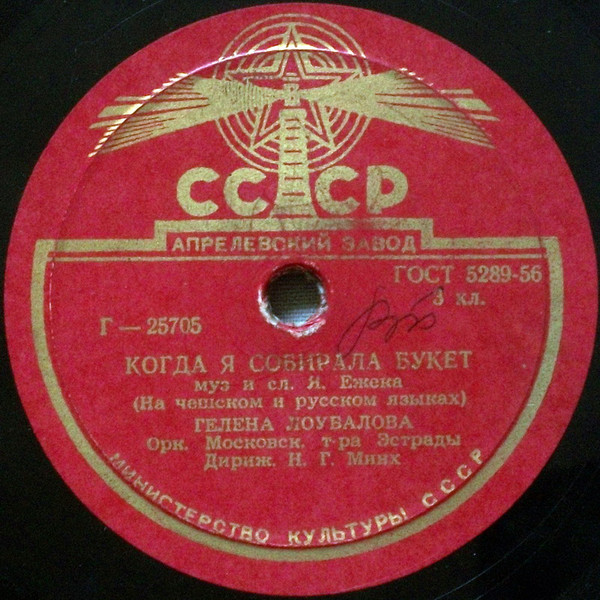 СССР
АПРЕЛЕВСКИЙ ЗАВОД
ГОСТ 5289-56
3 кл.
Г — 25705
КОГДА Я СОБИРАЛА БУКЕТ
муз и сл. Я. Ежека
(На чешском и русском языках)
ГЕЛЕНА ЛОУБАЛОВА
Орк. Московск. т-ра Эстрады
Дириж. Н. Г. Минх
МИНИСТЕРСТВО КУЛЬТУРЫ СССР